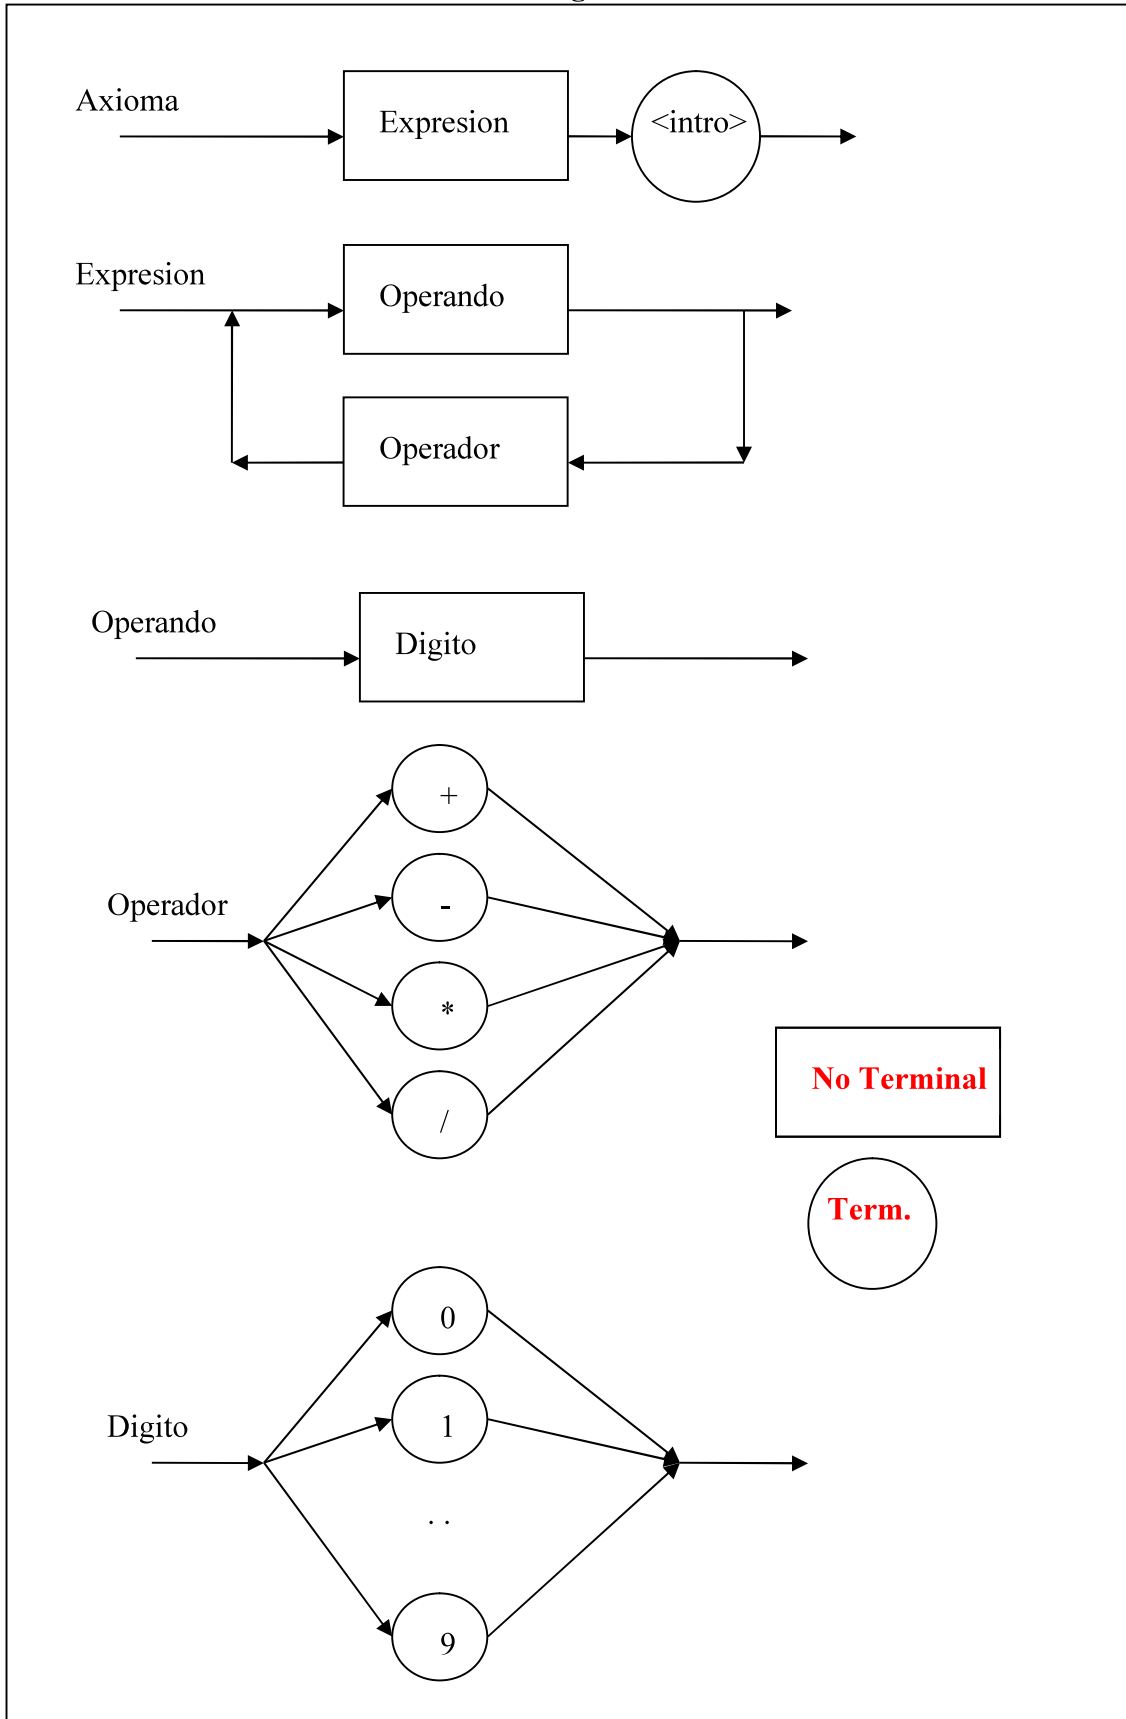 Axioma
Expresion
<intro>
Expresion
Operando
Operador
Operando
Digito
+
-
Operador
*
/
No Terminal
Term.
0
1
Digito
. .
9